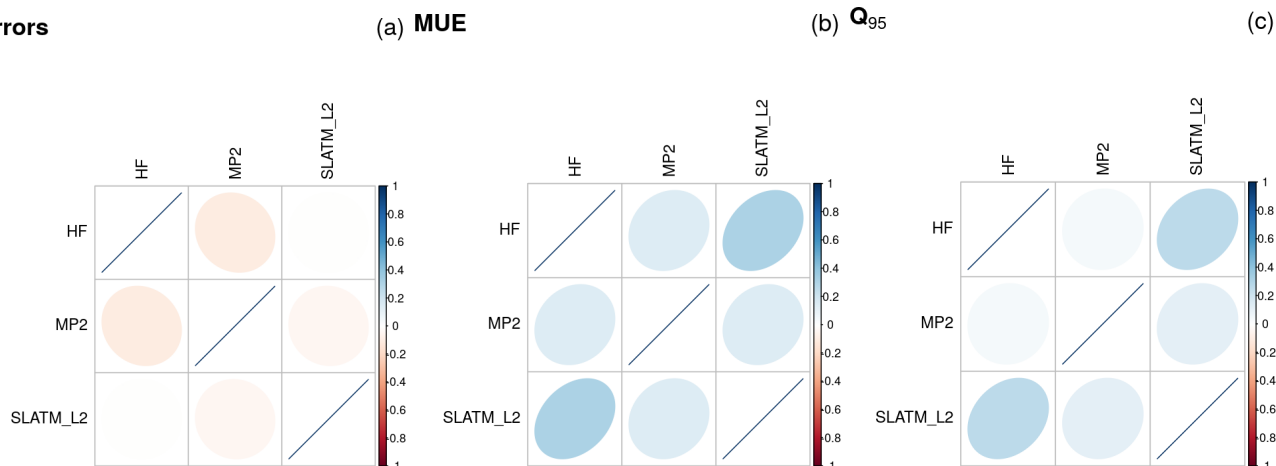 rrors
(a)
HF
MP2
SLATM_L2
HF
MP2
SLATM_L2
1
0.8
0.6
0.4
0.2
0
-0.2
-0.4
-0.6
-0.8
-1
MUE
(b)
HF
MP2
SLATM_L2
HF
MP2
SLATM_L2
1
0.8
0.6
0.4
0.2
0
-0.2
-0.4
-0.6
-0.8
-1
Q95
(c)
HF
MP2
SLATM_L2
HF
MP2
SLATM_L2
1
0.8
0.6
0.4
0.2
0
-0.2
-0.4
-0.6
-0.8
-1